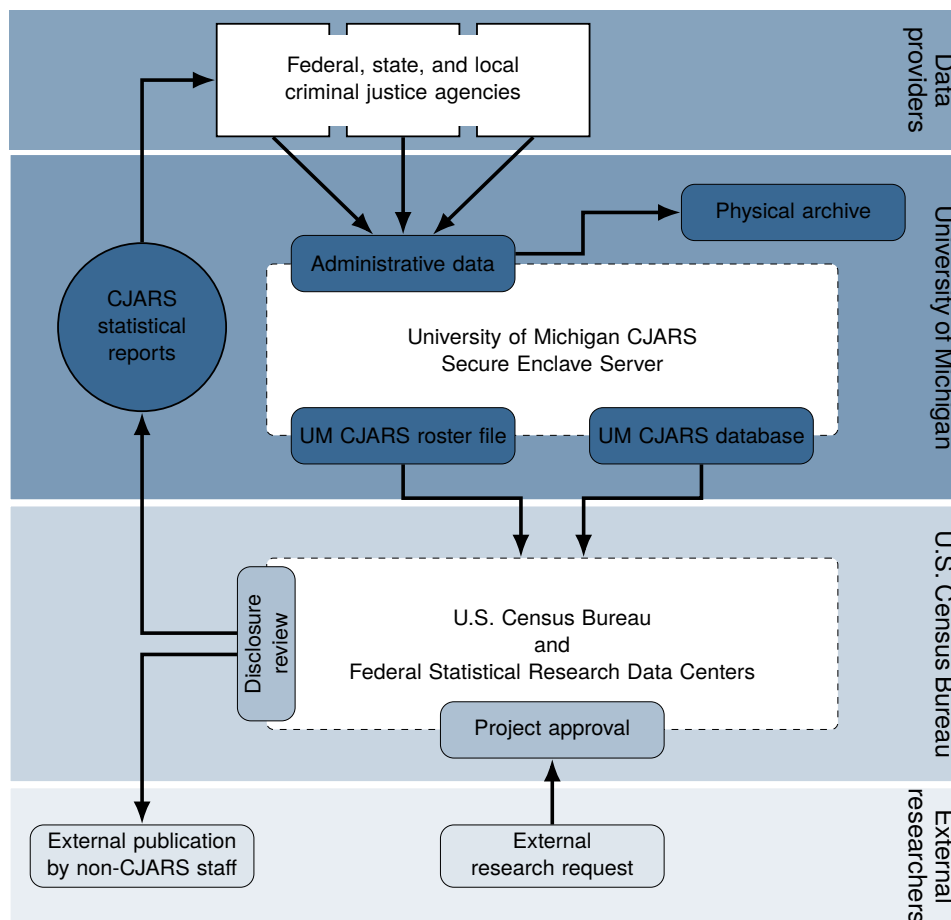 Federal, state, and local
criminal justice agencies
Data
providers
Physical archive
Administrative data
CJARS
statistical
reports
University of Michigan CJARS
Secure Enclave Server
UM CJARS roster file
UM CJARS database
University of Michigan
Disclosure
review
U.S. Census Bureau
and
Federal Statistical Research Data Centers
Project approval
U.S. Census Bureau
External publication
by non-CJARS staff
External
research request
External
researchers